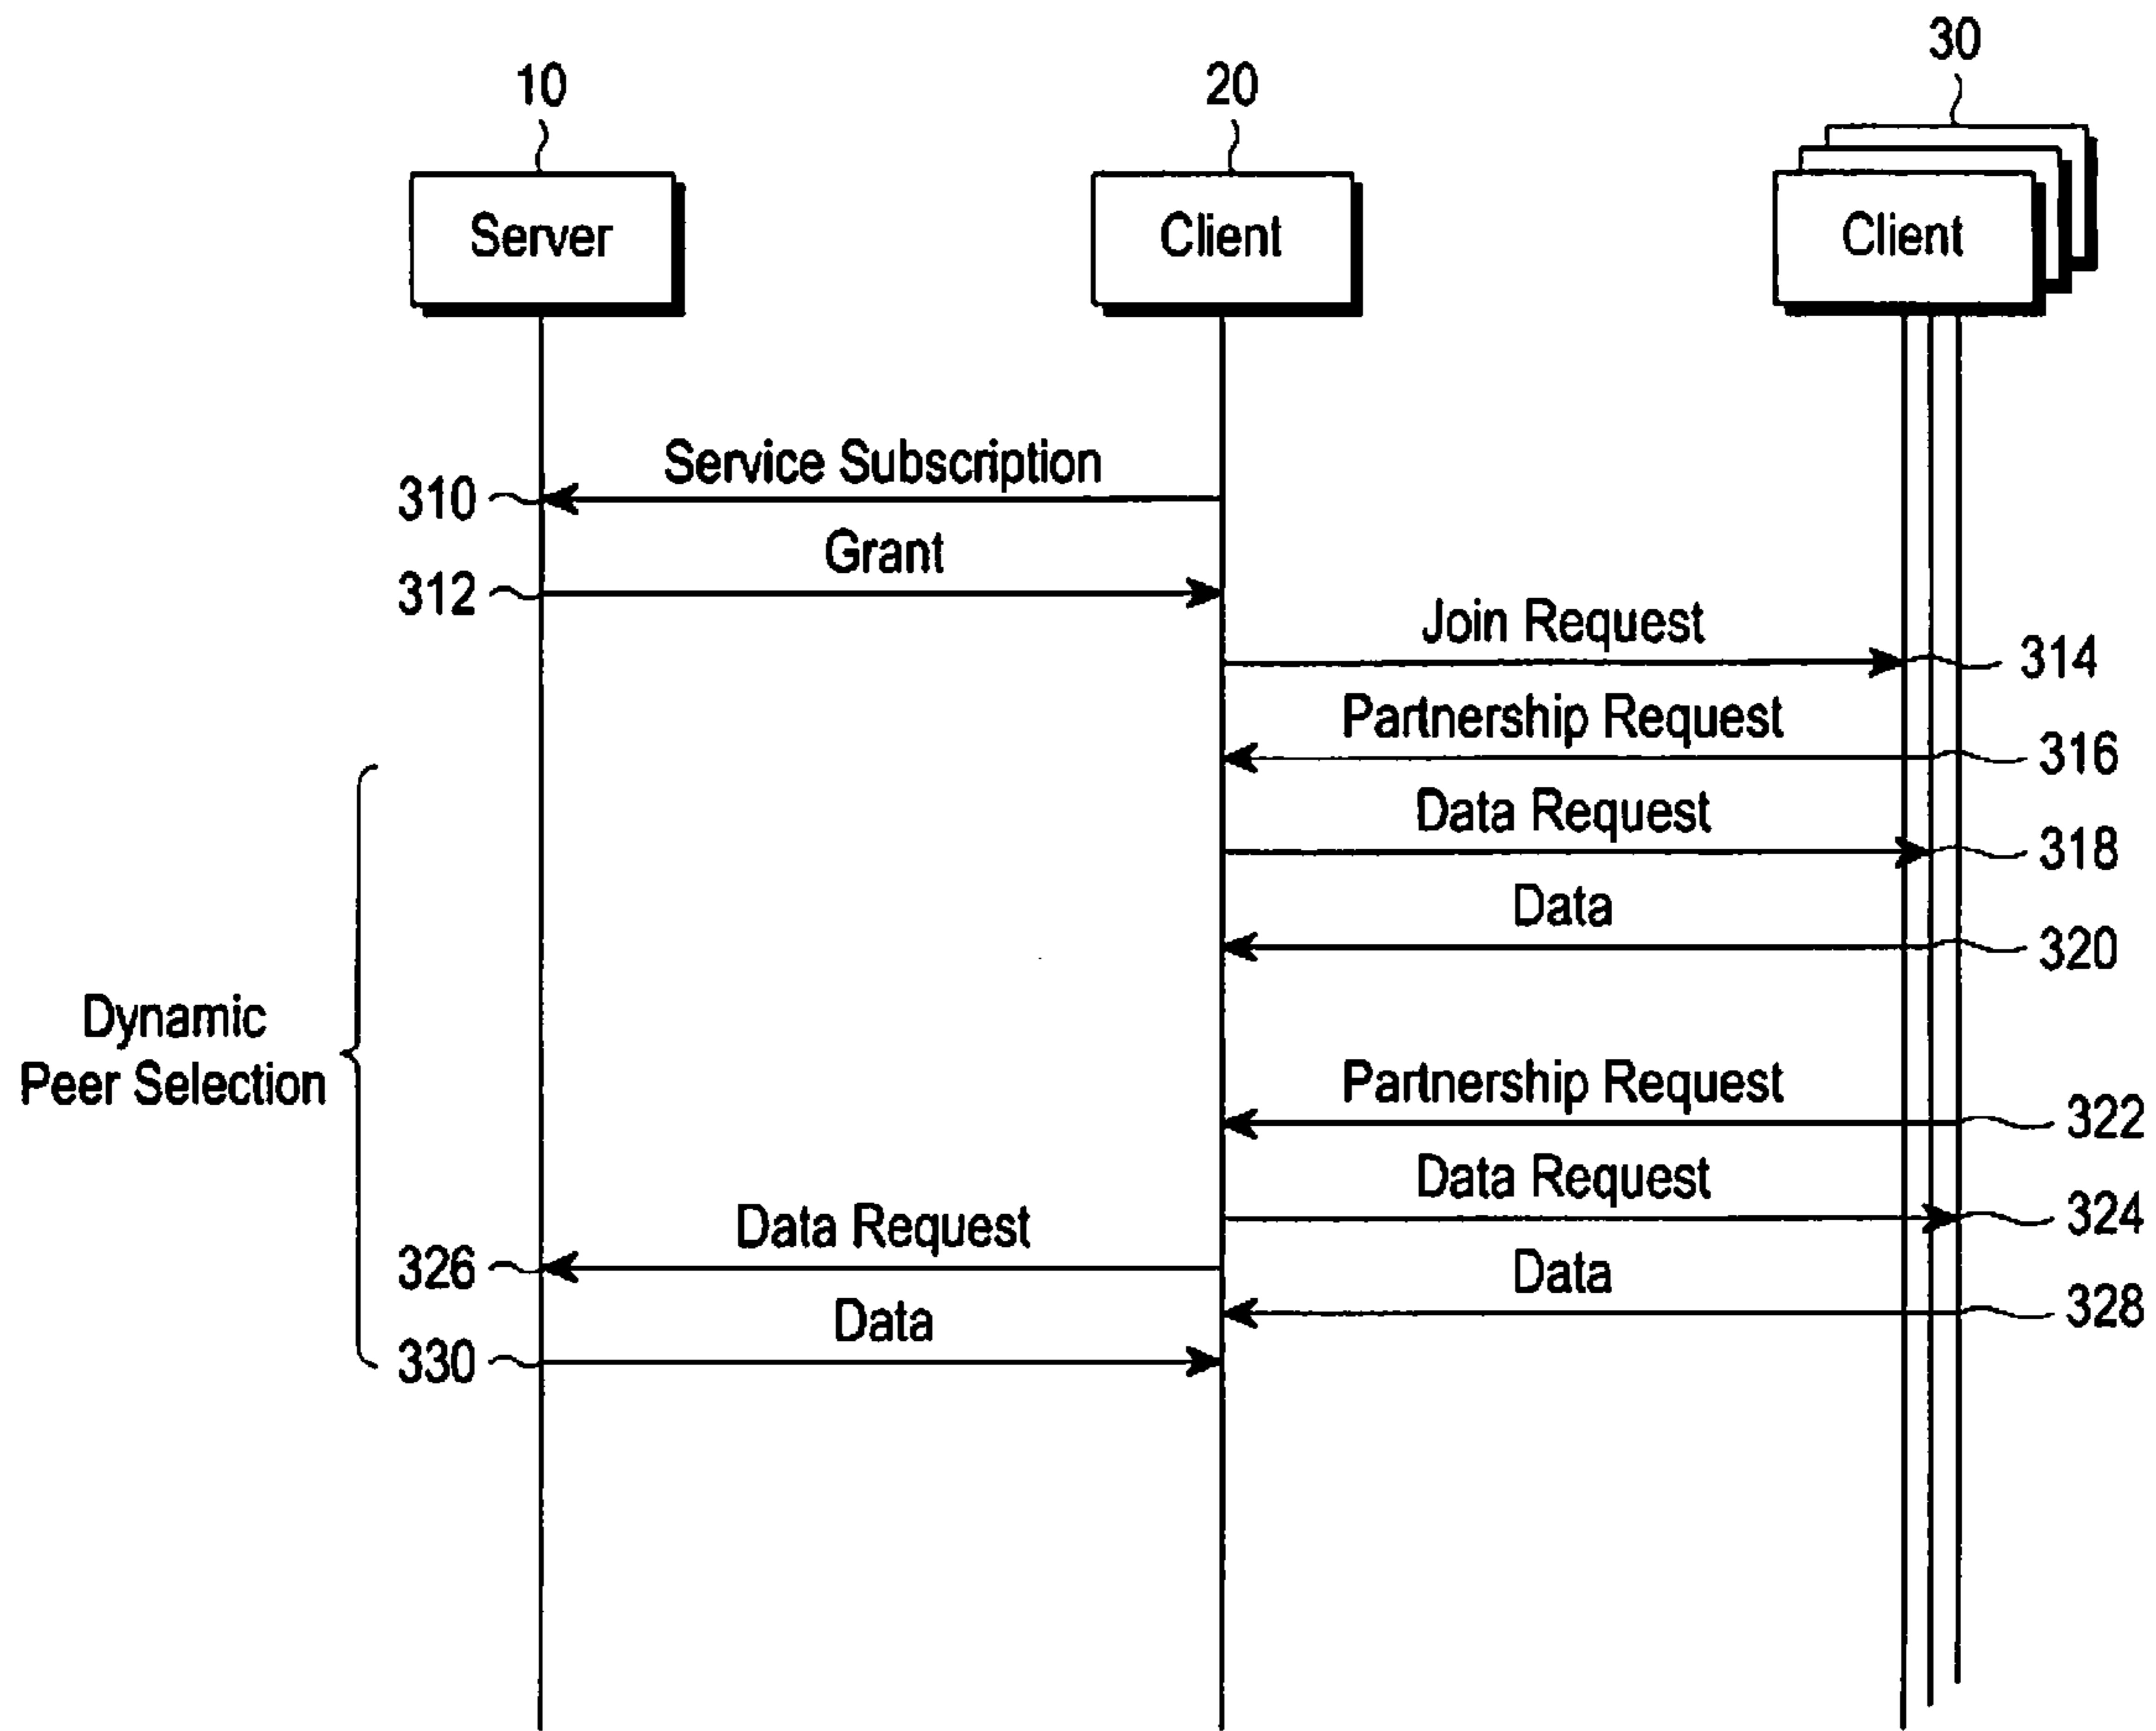 30
10
20
Server
Client
Client
Service Subscription
310
Grant
312
Join Request
314
Partnership Request
316
Data Request
318
Data
320
Dynamic
Peer Selection
Partnership Request
322
Data Request
324
Data Request
326
Data
328
Data
330